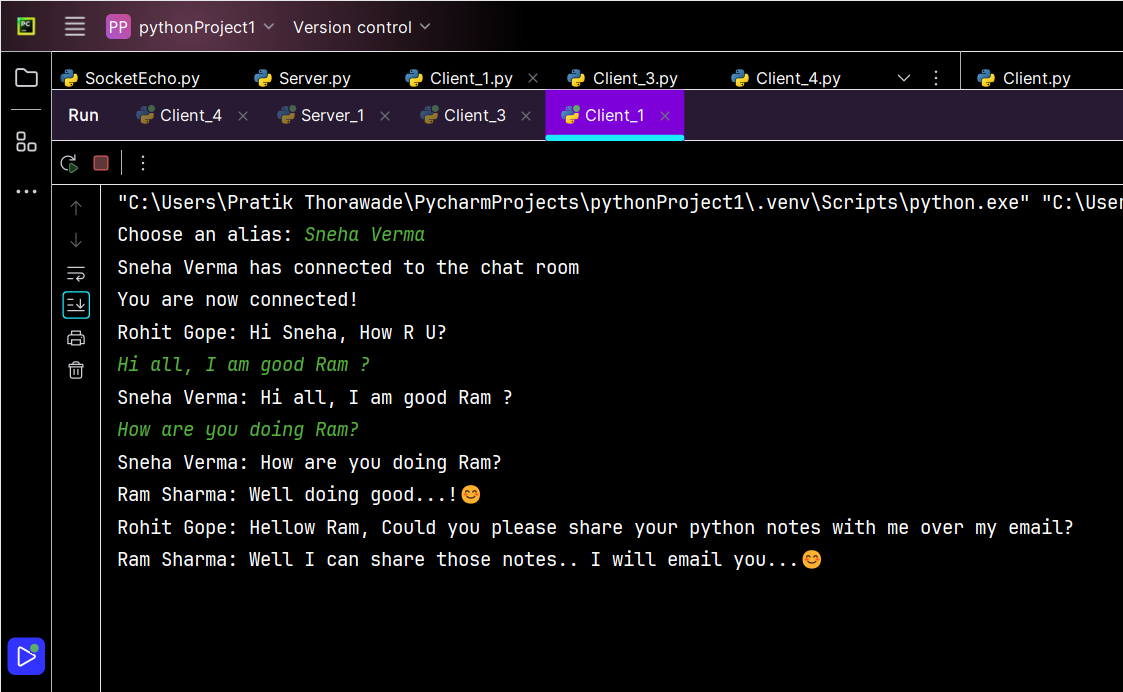 PC
PP pythonProject1 Version control
SocketEcho.py Server.py Client_1.py Client_3.py Client_4.py Client.py
Run Client_4 Server_1 Client_3 Client_1
"C:\Users\Pratik Thorawade\PycharmProjects\pythonProject1\.venv\Scripts\python.exe" "C:\User
Choose an alias: Sneha Verma
Sneha Verma has connected to the chat room
You are now connected!
Rohit Gope: Hi Sneha, How R U?
Hi all, I am good Ram ?
Sneha Verma: Hi all, I am good Ram ?
How are you doing Ram?
Sneha Verma: How are you doing Ram?
Ram Sharma: Well doing good...!😊
Rohit Gope: Hellow Ram, Could you please share your python notes with me over my email?
Ram Sharma: Well I can share those notes.. I will email you...😊